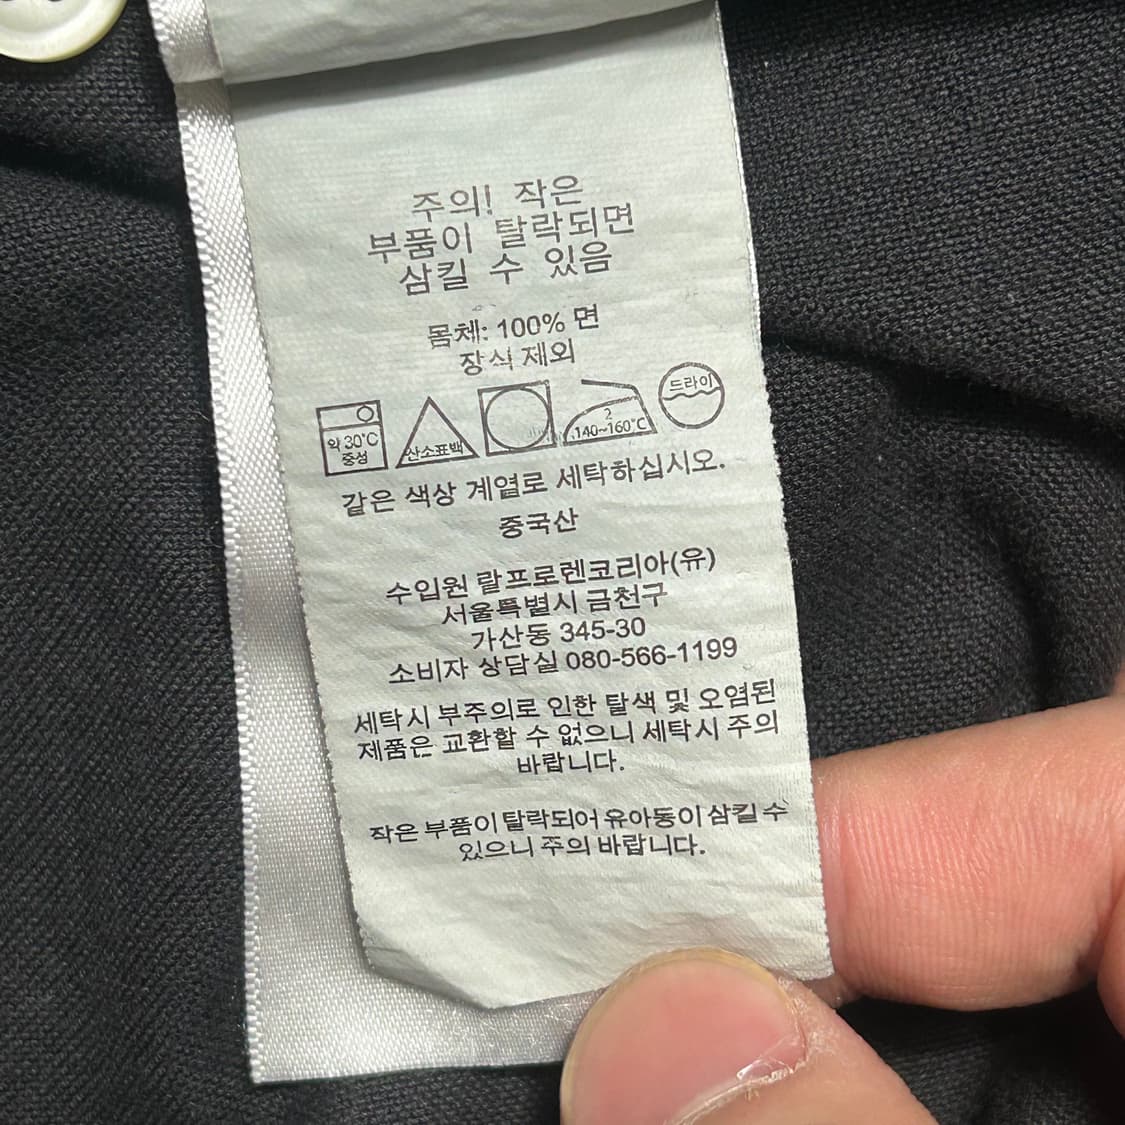 주의! 작은
부품이 탈락되면
삼킬 수 있음
몸체: 100% 면
장식 제외
약 30℃
중성
산소표백
2
140~160℃
드라이
같은 색상 계열로 세탁하십시오.
중국산
수입원 랄프로렌코리아(유)
서울특별시 금천구
가산동 345-30
소비자 상담실 080-566-1199
세탁시 부주의로 인한 탈색 및 오염된
제품은 교환할 수 없으니 세탁시 주의
바랍니다.
작은 부품이 탈락되어 유아동이 삼킬 수
있으니 주의 바랍니다.